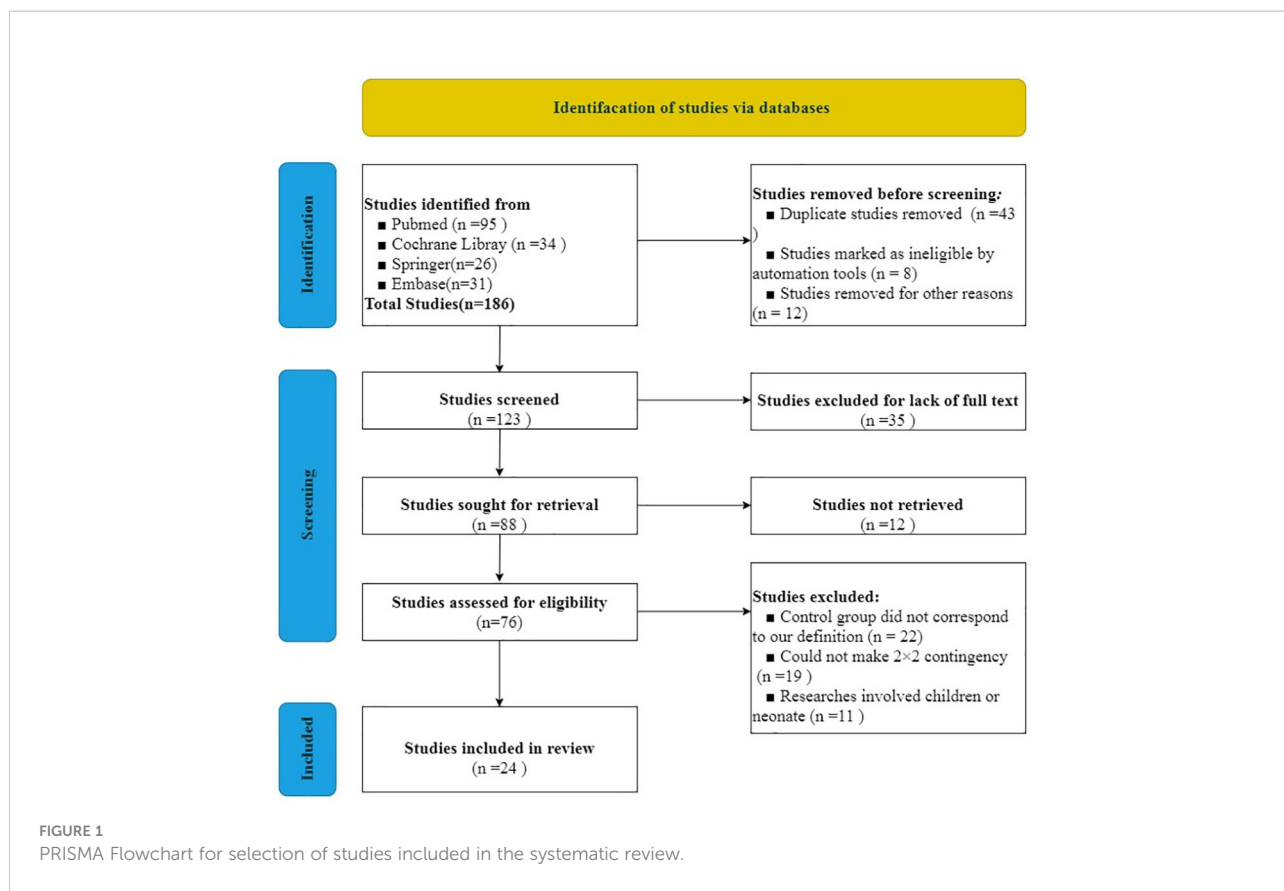 Identifacation of studies via databases
Identification
Studies identified from
■ Pubmed (n =95 )
■ Cochrane Libray (n =34 )
■ Springer(n=26)
■ Embase(n=31)
Total Studies(n=186)
Studies removed before screening:
■ Duplicate studies removed (n =43
)
■ Studies marked as ineligible by
automation tools (n = 8)
■ Studies removed for other reasons
(n = 12)
Screening
Studies screened
(n =123 )
Studies excluded for lack of full text
(n =35 )
Studies sought for retrieval
(n =88 )
Studies not retrieved
(n =12 )
Studies assessed for eligibility
(n=76)
Studies excluded:
■ Control group did not correspond
to our definition (n = 22)
■ Could not make 2×2 contingency
(n =19 )
■ Researches involved children or
neonate (n =11 )
Included
Studies included in review
(n =24 )
FIGURE 1
PRISMA Flowchart for selection of studies included in the systematic review.